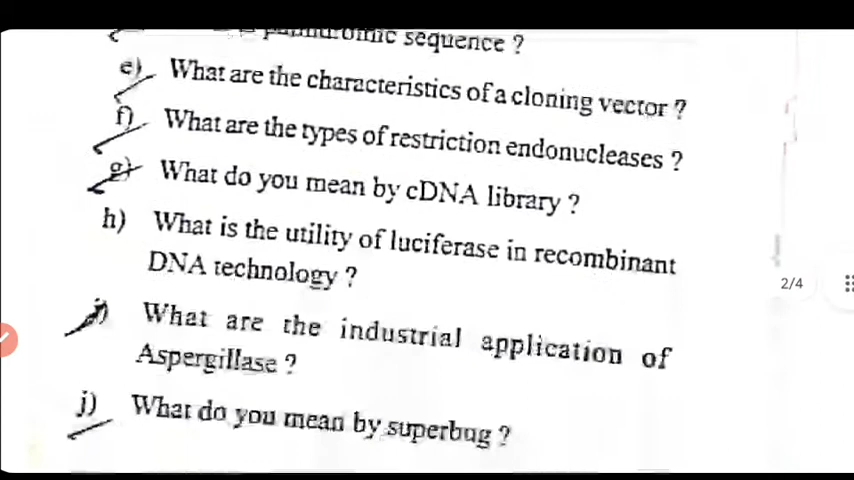 palindromic sequence ?
e) What are the characteristics of a cloning vector ?
f) What are the types of restriction endonucleases ?
g) What do you mean by cDNA library ?
h) What is the utility of luciferase in recombinant
DNA technology ?
i) What are the industrial application of
Aspergillase ?
j) What do you mean by superbug ?
2/4